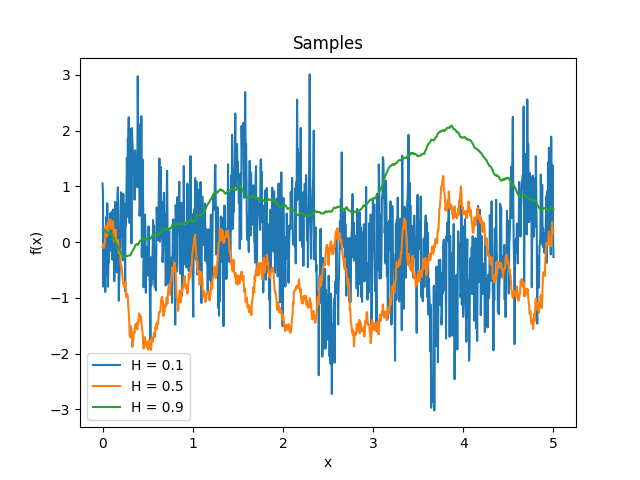 Samples
f(x)
3
2
1
0
−1
−2
−3
H = 0.1
H = 0.5
H = 0.9
0 1 2 3 4 5
x